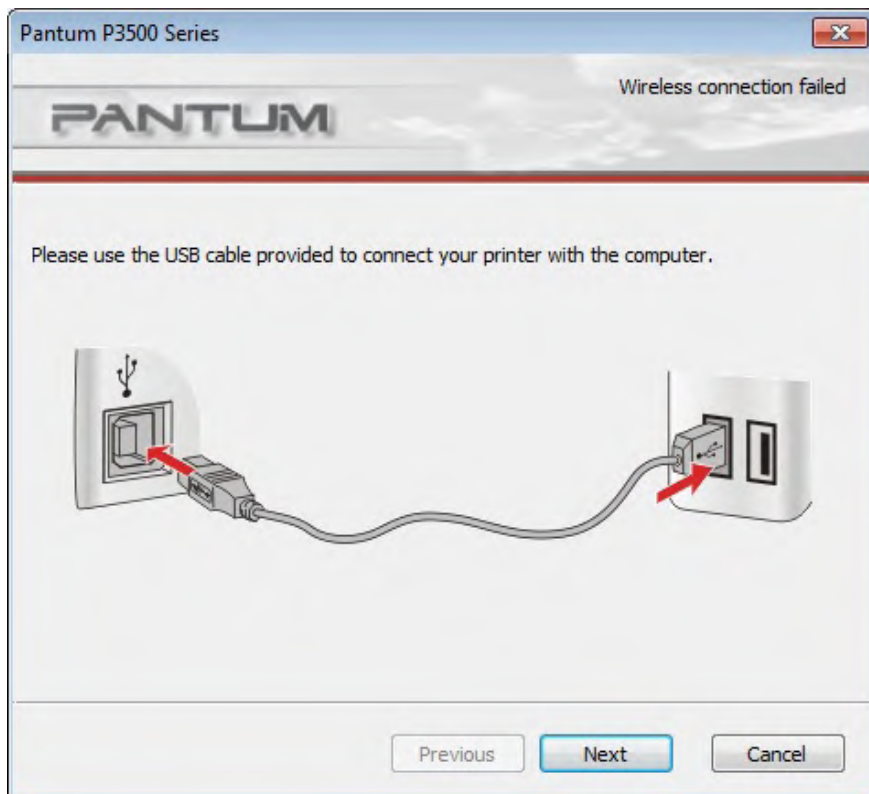 Pantum P3500 Series
Wireless connection failed
PANTUM
Please use the USB cable provided to connect your printer with the computer.
Previous
Next
Cancel